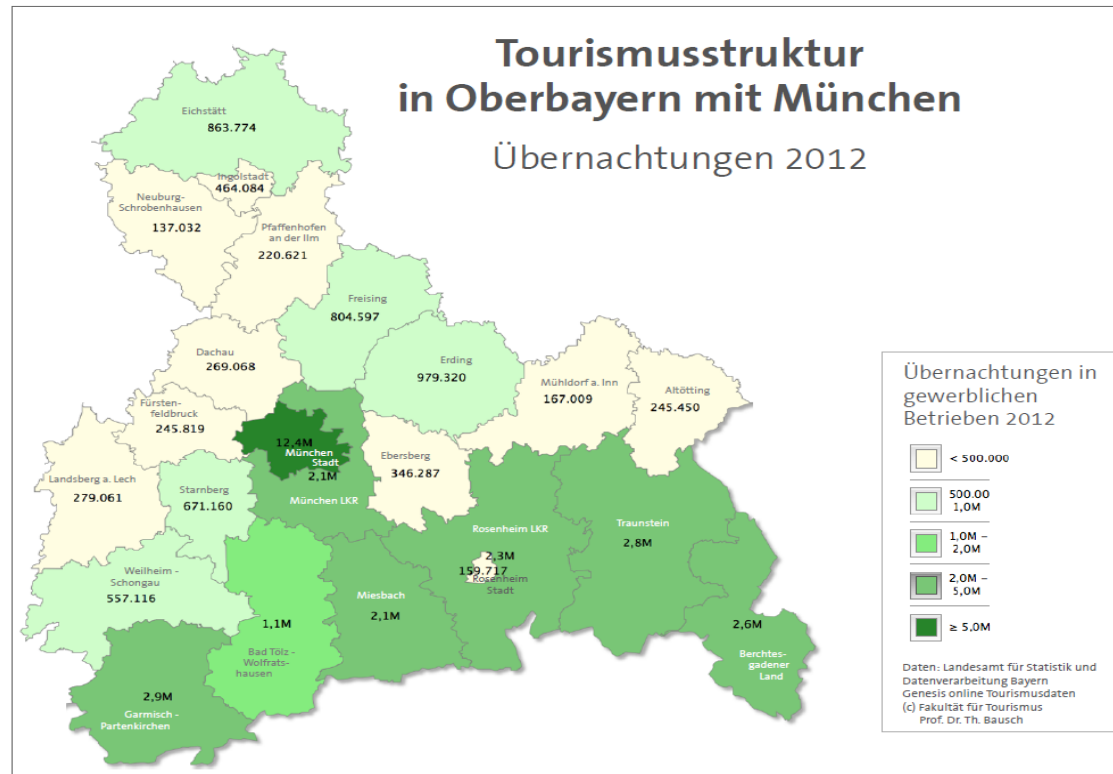 Tourismusstruktur
in Oberbayern mit München
Übernachtungen 2012
Eichstätt
863.774
Ingolstadt
464.084
Neuburg-
Schrobenhausen
137.032
Pfaffenhofen
an der Ilm
220.621
Freising
804.597
Dachau
269.068
Erding
979.320
Mühldorf a. Inn
167.009
Altötting
245.450
Fürsten-
feldbruck
245.819
12,4M
München
Stadt
2,1M
München LKR
Ebersberg
346.287
Landsberg a. Lech
279.061
Starnberg
671.160
Rosenheim LKR
2,3M
159.717
Rosenheim
Stadt
Traunstein
2,8M
Weilheim -
Schongau
557.116
Miesbach
2,1M
1,1M
Bad Tölz -
Wolfrats-
hausen
2,6M
Berchtes-
gadener
Land
2,9M
Garmisch -
Partenkirchen
Übernachtungen in
gewerblichen
Betrieben 2012
< 500.000
500.00
1,0M
1,0M –
2,0M
2,0M –
5,0M
≥ 5,0M
Daten: Landesamt für Statistik und
Datenverarbeitung Bayern
Genesis online Tourismusdaten
(c) Fakultät für Tourismus
Prof. Dr. Th. Bausch